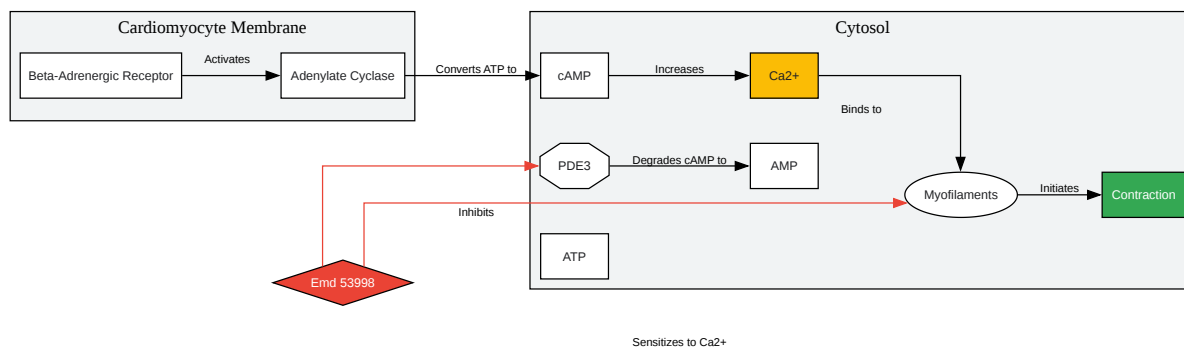 Cardiomyocyte Membrane
Cytosol
Beta-Adrenergic Receptor
Activates
Adenylate Cyclase
Converts ATP to
cAMP
Increases
Ca2+
Binds to
PDE3
Degrades cAMP to
AMP
Myofilaments
Initiates
Contraction
Inhibits
ATP
Emd 53998
Sensitizes to Ca2+